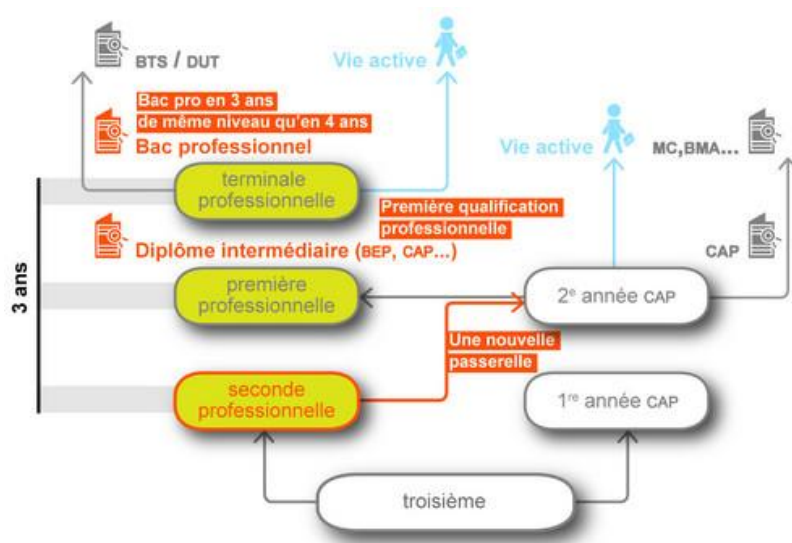 BTS / DUT
Vie active
Bac pro en 3 ans
de même niveau qu'en 4 ans
Bac professionnel
Vie active
MC,BMA...
terminale
professionnelle
Première qualification
professionnelle
Diplôme intermédiaire (BEP, CAP...)
CAP
3 ans
première
professionnelle
2e année CAP
Une nouvelle
passerelle
seconde
professionnelle
1re année CAP
troisième